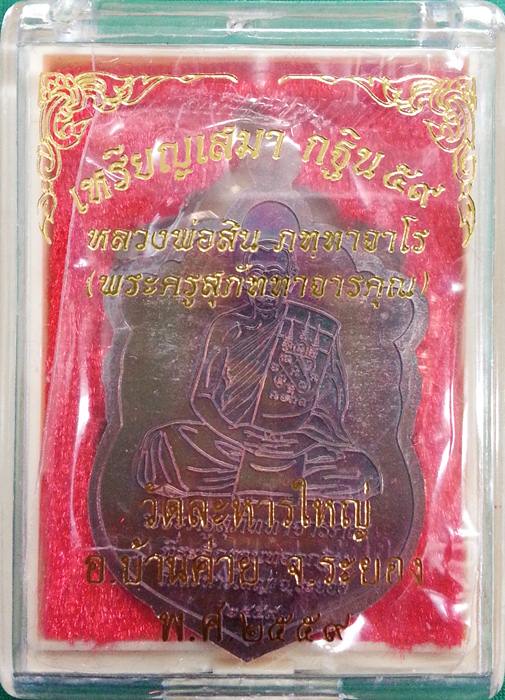 เหรียญเสมา กฐิน ๕๙
หลวงพ่อสิน ภทฺทาจาโร
(พระครูสุภัททาจารคุณ)
วัดละหารใหญ่
อ.บ้านค่าย จ.ระยอง
พ.ศ.๒๕๕๙